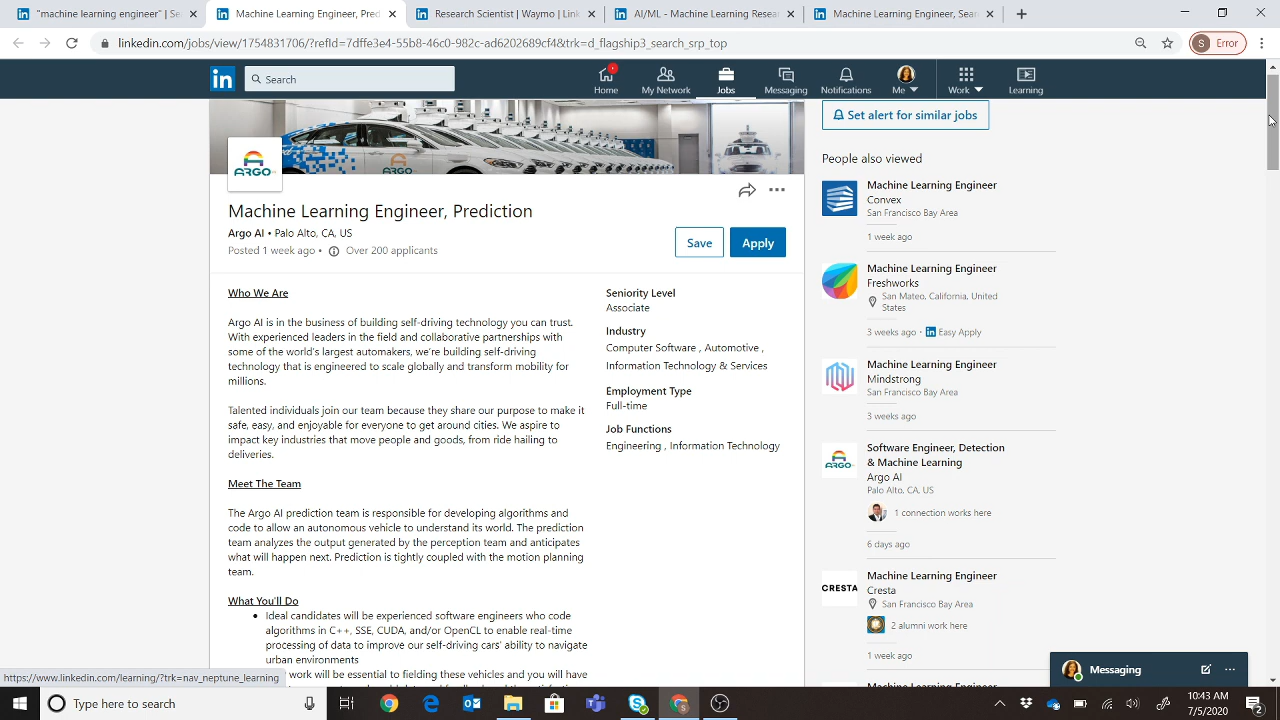 "machine learning engineer" | Se
Machine Learning Engineer, Pred
Research Scientist | Waymo | Link
AI/ML - Machine Learning Resea
Machine Learning Engineer, Sear
linkedin.com/jobs/view/1754831706/?refId=7dffe3e4-55b8-46c0-982c-ad6202689cf4&trk=d_flagship3_search_srp_top
S Error
in
Search
Home
My Network
Jobs
Messaging
Notifications
Me
Work
Learning
ARGO
ARGO
Machine Learning Engineer, Prediction
Argo AI • Palo Alto, CA, US
Posted 1 week ago • Over 200 applicants
Save
Apply
Who We Are
Argo AI is in the business of building self-driving technology you can trust.
With experienced leaders in the field and collaborative partnerships with
some of the world's largest automakers, we're building self-driving
technology that is engineered to scale globally and transform mobility for
millions.
Talented individuals join our team because they share our purpose to make it
safe, easy, and enjoyable for everyone to get around cities. We aspire to
impact key industries that move people and goods, from ride hailing to
deliveries.
Meet The Team
The Argo AI prediction team is responsible for developing algorithms and
code to allow an autonomous vehicle to understand its world. The prediction
team analyzes the output generated by the perception team and anticipates
what will happen next. Prediction is tightly coupled with the motion planning
team.
What You'll Do
• Ideal candidates will be experienced software engineers who code
algorithms in C++, SSE, CUDA, and/or OpenCL to enable real-time
processing of data to improve our self-driving cars' ability to navigate
urban environments
work will be essential to fielding these vehicles and you will have
Seniority Level
Associate
Industry
Computer Software , Automotive ,
Information Technology & Services
Employment Type
Full-time
Job Functions
Engineering , Information Technology
Set alert for similar jobs
People also viewed
Machine Learning Engineer
Convex
San Francisco Bay Area
1 week ago
Machine Learning Engineer
Freshworks
San Mateo, California, United
States
3 weeks ago • in Easy Apply
Machine Learning Engineer
Mindstrong
San Francisco Bay Area
3 weeks ago
ARGO
Software Engineer, Detection
& Machine Learning
Argo AI
Palo Alto, CA, US
1 connection works here
6 days ago
CRESTA
Machine Learning Engineer
Cresta
San Francisco Bay Area
2 alumni work here
1 week ago
Machine Learning Engineer
Messaging
https://www.linkedin.com/learning/?trk=nav_neptune_learning
Type here to search
10:43 AM
7/5/2020
2